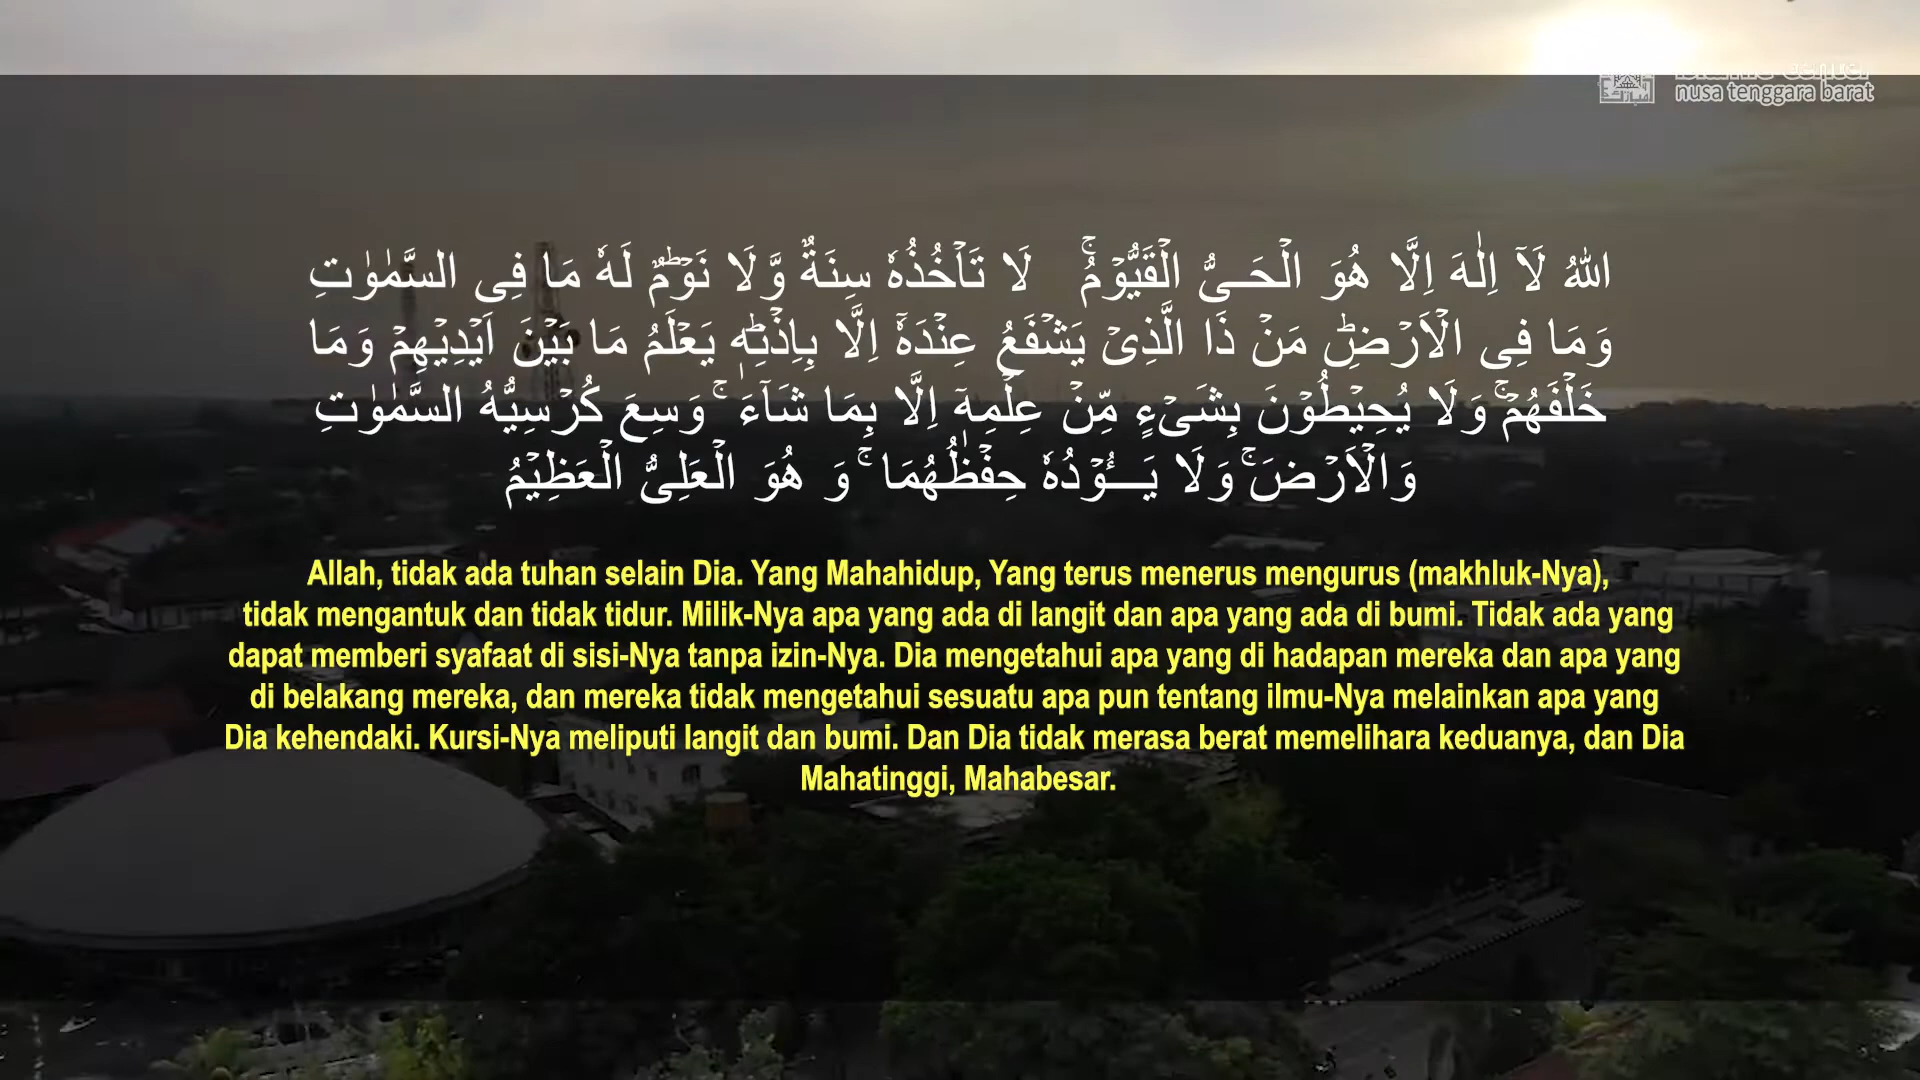 nusa tenggara barat
اللّٰهُ لَآ اِلٰهَ اِلَّا هُوَ الْحَـىُّ الْقَيُّوْمُۚ لَا تَاْخُذُهٗ سِنَةٌ وَّلَا نَوْمٌؕ لَهٗ مَا فِى السَّمٰوٰتِ
وَمَا فِى الْاَرْضِؕ مَنْ ذَا الَّذِىْ يَشْفَعُ عِنْدَهٗۤ اِلَّا بِاِذْنِهٖؕ يَعْلَمُ مَا بَيْنَ اَيْدِيْهِمْ وَمَا
خَلْفَهُمْۚ وَلَا يُحِيْطُوْنَ بِشَىْءٍ مِّنْ عِلْمِهٖۤ اِلَّا بِمَا شَآءَۚ وَسِعَ كُرْسِيُّهُ السَّمٰوٰتِ
وَالْاَرْضَۚ وَلَا يَـــُٔوْدُهٗ حِفْظُهُمَاۚ وَ هُوَ الْعَلِىُّ الْعَظِيْمُ
Allah, tidak ada tuhan selain Dia. Yang Mahahidup, Yang terus menerus mengurus (makhluk-Nya),
tidak mengantuk dan tidak tidur. Milik-Nya apa yang ada di langit dan apa yang ada di bumi. Tidak ada yang
dapat memberi syafaat di sisi-Nya tanpa izin-Nya. Dia mengetahui apa yang di hadapan mereka dan apa yang
di belakang mereka, dan mereka tidak mengetahui sesuatu apa pun tentang ilmu-Nya melainkan apa yang
Dia kehendaki. Kursi-Nya meliputi langit dan bumi. Dan Dia tidak merasa berat memelihara keduanya, dan Dia
Mahatinggi, Mahabesar.